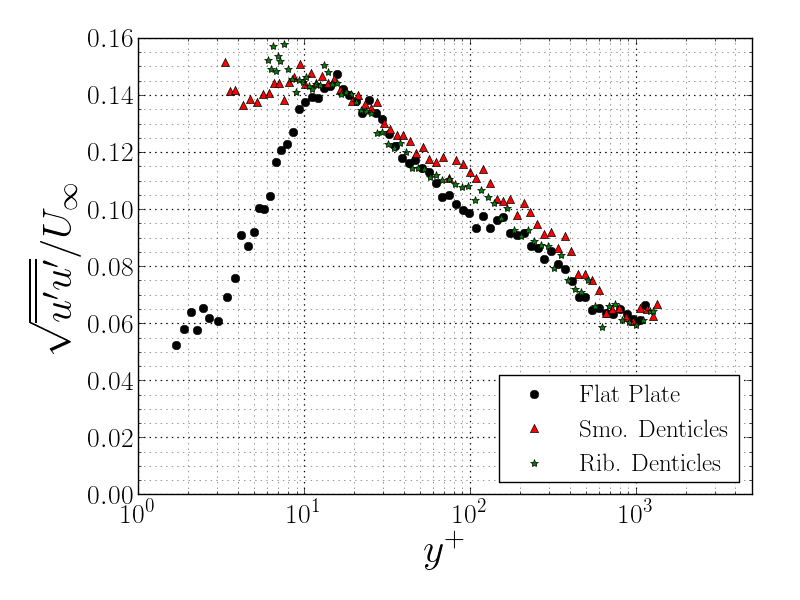 0.16
0.14
0.12
0.10
0.08
0.06
0.04
0.02
0.00
√u′u′/U∞
Flat Plate
Smo. Denticles
Rib. Denticles
10⁰ 10¹ 10² 10³
y⁺